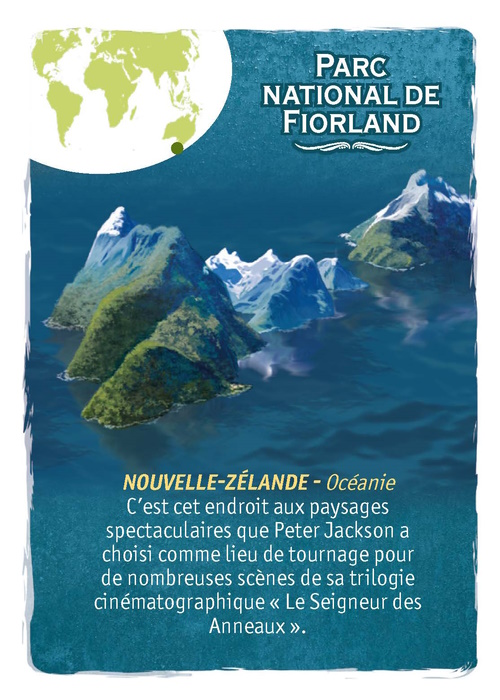 Parc
national de
Fiorland
NOUVELLE-ZÉLANDE - Océanie
C'est cet endroit aux paysages
spectaculaires que Peter Jackson a
choisi comme lieu de tournage pour
de nombreuses scènes de sa trilogie
cinématographique « Le Seigneur des
Anneaux ».